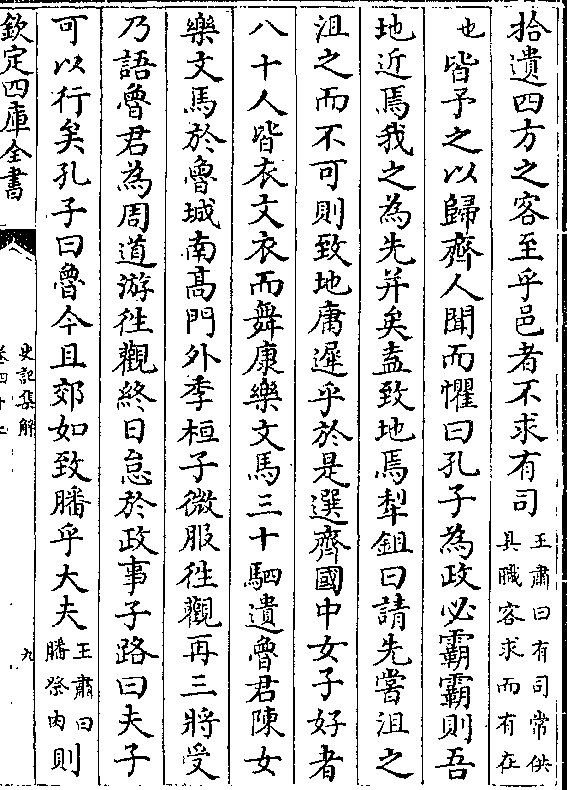 拾遺四方之客至乎邑者不求有司王肅曰有司常供其職客求而有在
也皆予之以歸齊人聞而懼曰孔子為政必霸霸則吾
地近焉我之為先并矣盍致地焉犁鉏曰請先嘗沮之
沮之而不可則致地庸遲乎於是選齊國中女子好者
八十人皆衣文衣而舞康樂文馬三十駟遺魯君陳女
樂文馬於魯城南髙門外季桓子微服徃觀再三將受
乃語魯君為周道游徃觀終日怠於政事子路曰夫子
可以行矣孔子曰魯今且郊如致膰乎大夫王肅曰膰祭肉則
欽定四庫全書
史記集解
卷四十七
九